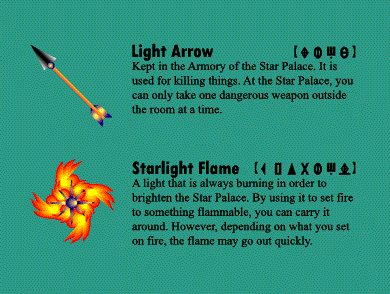 Light Arrow
Kept in the Armory of the Star Palace. It is
used for killing things. At the Star Palace, you
can only take one dangerous weapon outside
the room at a time.
Starlight Flame
A light that is always burning in order to
brighten the Star Palace. By using it to set fire
to something flammable, you can carry it
around. However, depending on what you set
on fire, the flame may go out quickly.